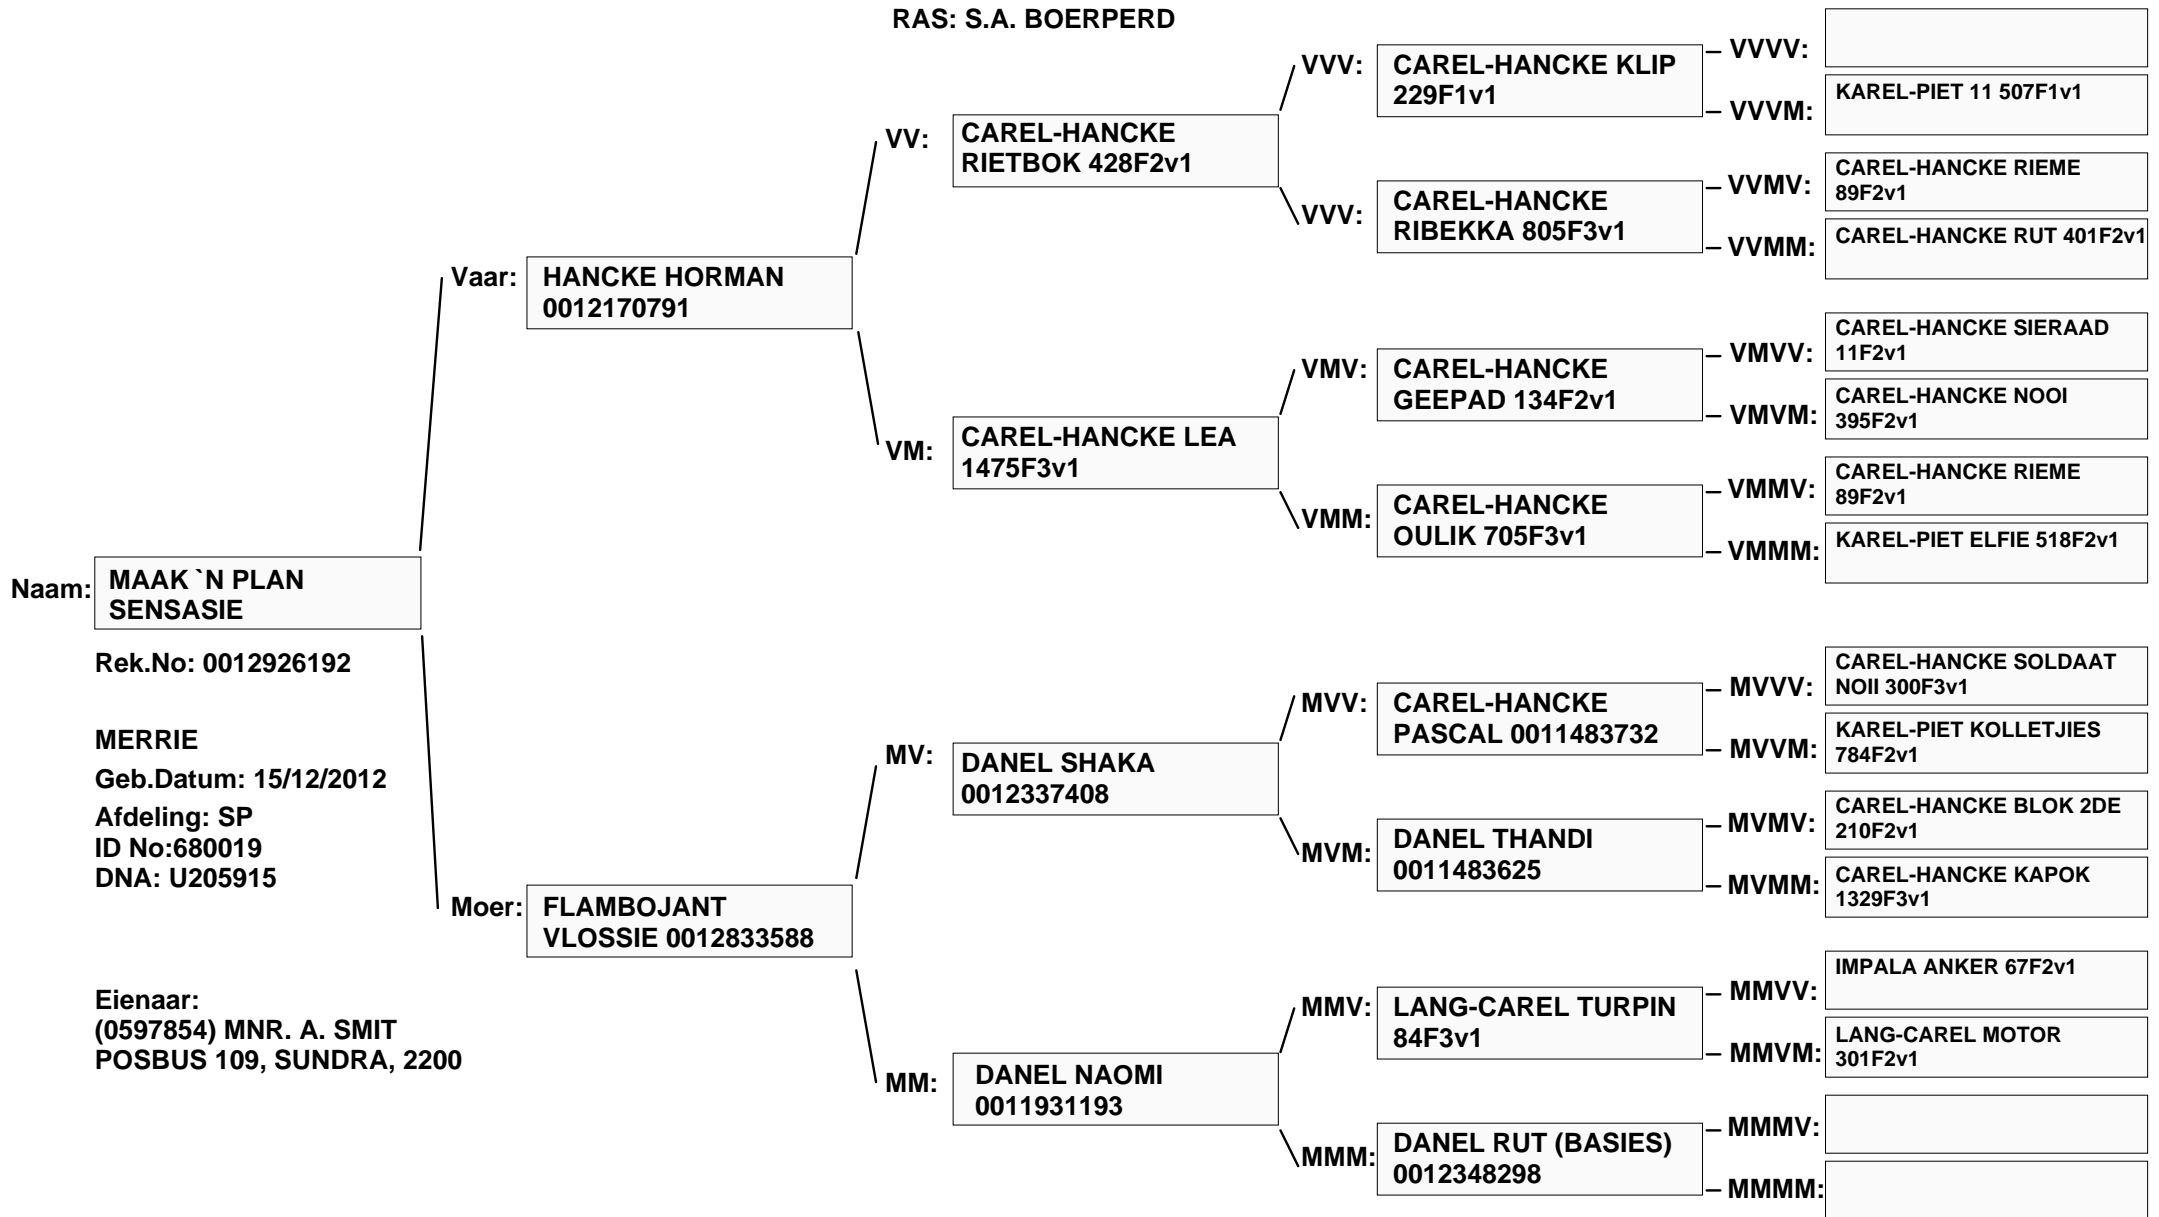 RAS: S.A. BOERPERD
Naam:
MAAK `N PLAN
SENSASIE
Rek.No: 0012926192
MERRIE
Geb.Datum: 15/12/2012
Afdeling: SP
ID No:680019
DNA: U205915
Eienaar:
(0597854) MNR. A. SMIT
POSBUS 109, SUNDRA, 2200
Vaar:
HANCKE HORMAN
0012170791
Moer:
FLAMBOJANT
VLOSSIE 0012833588
VV:
CAREL-HANCKE
RIETBOK 428F2v1
VM:
CAREL-HANCKE LEA
1475F3v1
MV:
DANEL SHAKA
0012337408
MM:
DANEL NAOMI
0011931193
VVV:
CAREL-HANCKE KLIP
229F1v1
VVV:
CAREL-HANCKE
RIBEKKA 805F3v1
VMV:
CAREL-HANCKE
GEEPAD 134F2v1
VMM:
CAREL-HANCKE
OULIK 705F3v1
MVV:
CAREL-HANCKE
PASCAL 0011483732
MVM:
DANEL THANDI
0011483625
MMV:
LANG-CAREL TURPIN
84F3v1
MMM:
DANEL RUT (BASIES)
0012348298
VVVV:
VVVM:
KAREL-PIET 11 507F1v1
VVMV:
CAREL-HANCKE RIEME
89F2v1
VVMM:
CAREL-HANCKE RUT 401F2v1
VMVV:
CAREL-HANCKE SIERAAD
11F2v1
VMVM:
CAREL-HANCKE NOOI
395F2v1
VMMV:
CAREL-HANCKE RIEME
89F2v1
VMMM:
KAREL-PIET ELFIE 518F2v1
MVVV:
CAREL-HANCKE SOLDAAT
NOII 300F3v1
MVVM:
KAREL-PIET KOLLETJIES
784F2v1
MVMV:
CAREL-HANCKE BLOK 2DE
210F2v1
MVMM:
CAREL-HANCKE KAPOK
1329F3v1
MMVV:
IMPALA ANKER 67F2v1
MMVM:
LANG-CAREL MOTOR
301F2v1
MMMV:
MMMM: